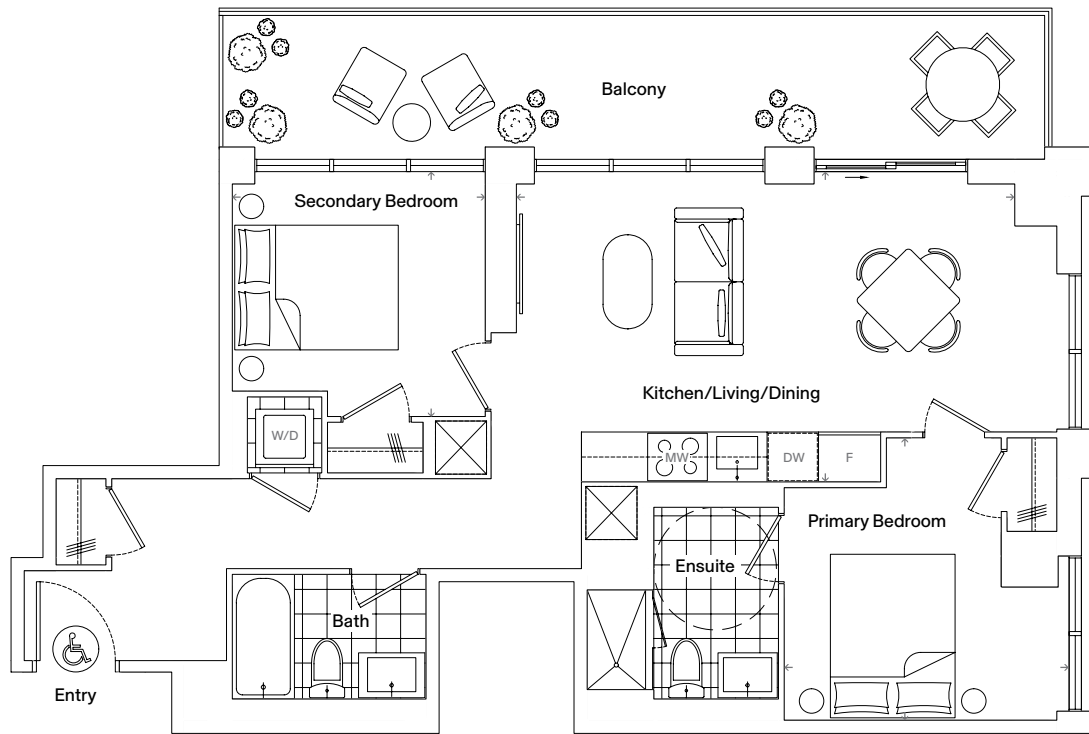 Balcony
Secondary Bedroom
Kitchen/Living/Dining
W/D
MW
DW
F
Primary Bedroom
Ensuite
Bath
Entry